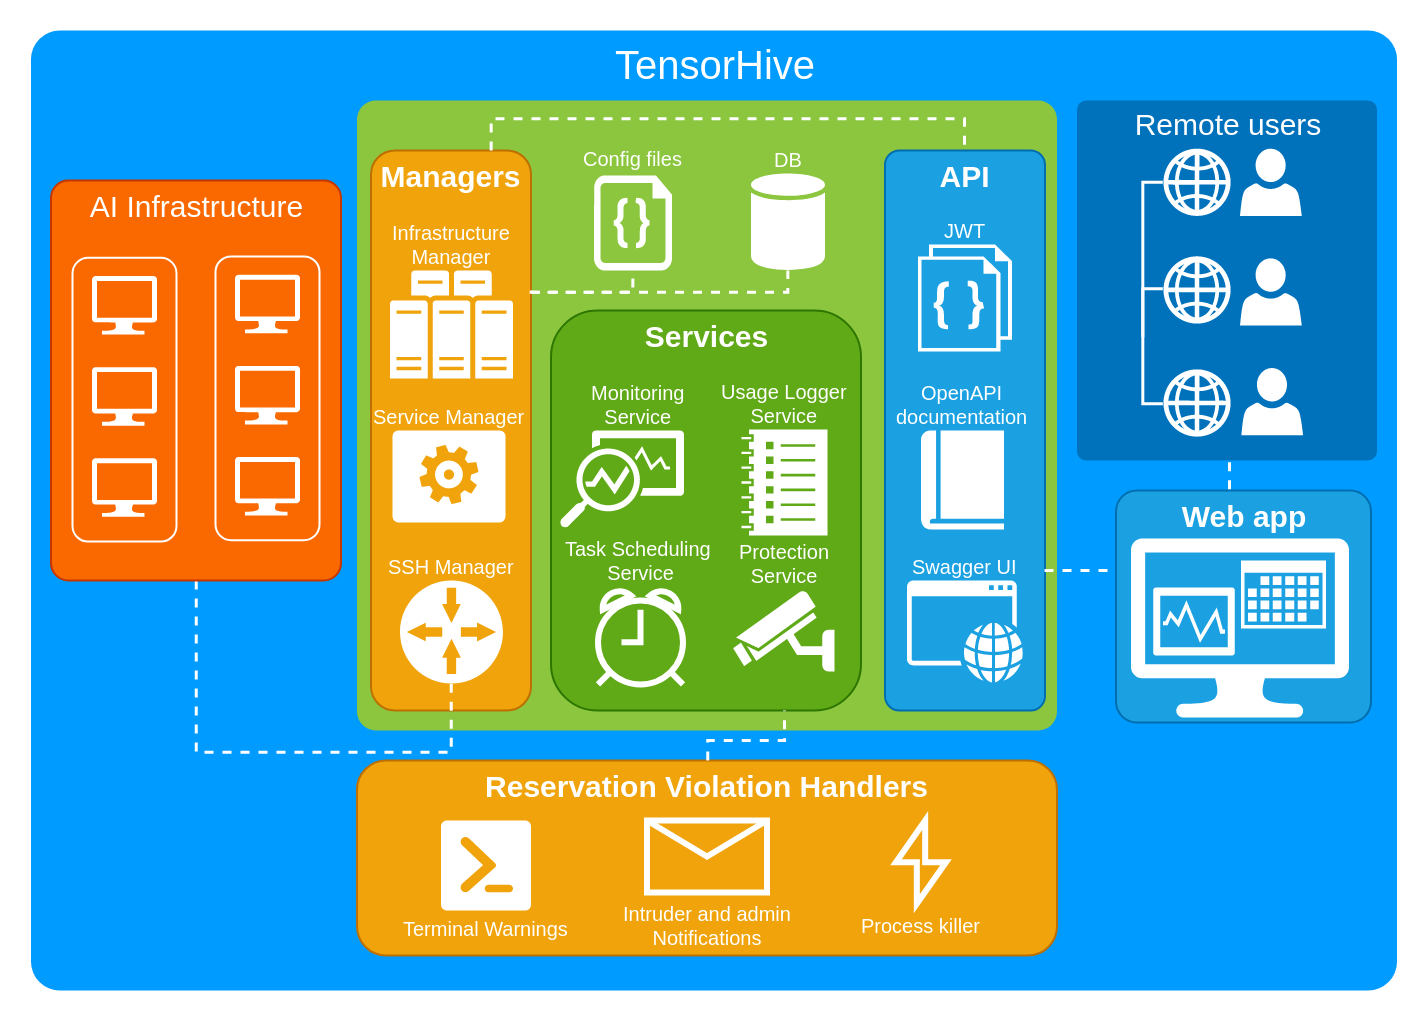 TensorHive
AI Infrastructure
Managers
Infrastructure
Manager
Service Manager
SSH Manager
Config files
{}
DB
Services
Monitoring
Service
Usage Logger
Service
Task Scheduling
Service
Protection
Service
API
JWT
{ }
OpenAPI
documentation
Swagger UI
Remote users
Web app
Reservation Violation Handlers
Terminal Warnings
Intruder and admin
Notifications
Process killer